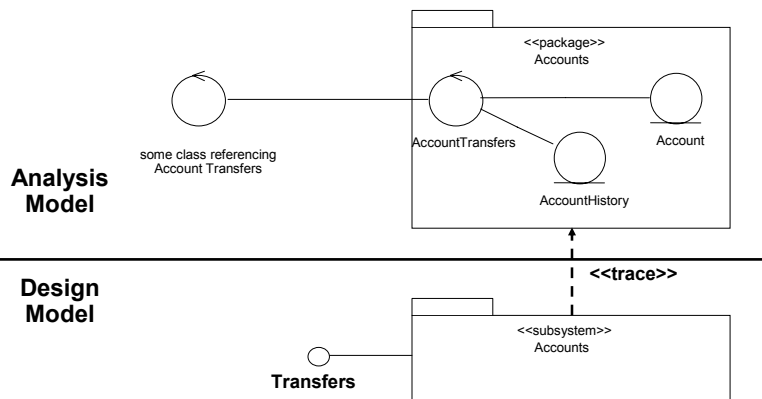 <<package>>
Accounts
some class referencing
Account Transfers
AccountTransfers
Account
AccountHistory
Analysis
Model
<<trace>>
Design
Model
<<subsystem>>
Accounts
Transfers